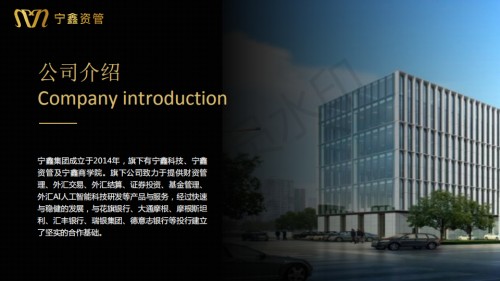 宁鑫资管
公司介绍
Company introduction
宁鑫集团成立于2014年，旗下有宁鑫科技、宁鑫
资管及宁鑫商学院。旗下公司致力于提供财资管
理、外汇交易、外汇结算、证券投资、基金管理、
外汇AI人工智能科技研发等产品与服务，经过快速
与稳健的发展，与花旗银行、大通摩根、摩根斯坦
利、汇丰银行、瑞银集团、德意志银行等投行建立
了坚实的合作基础。